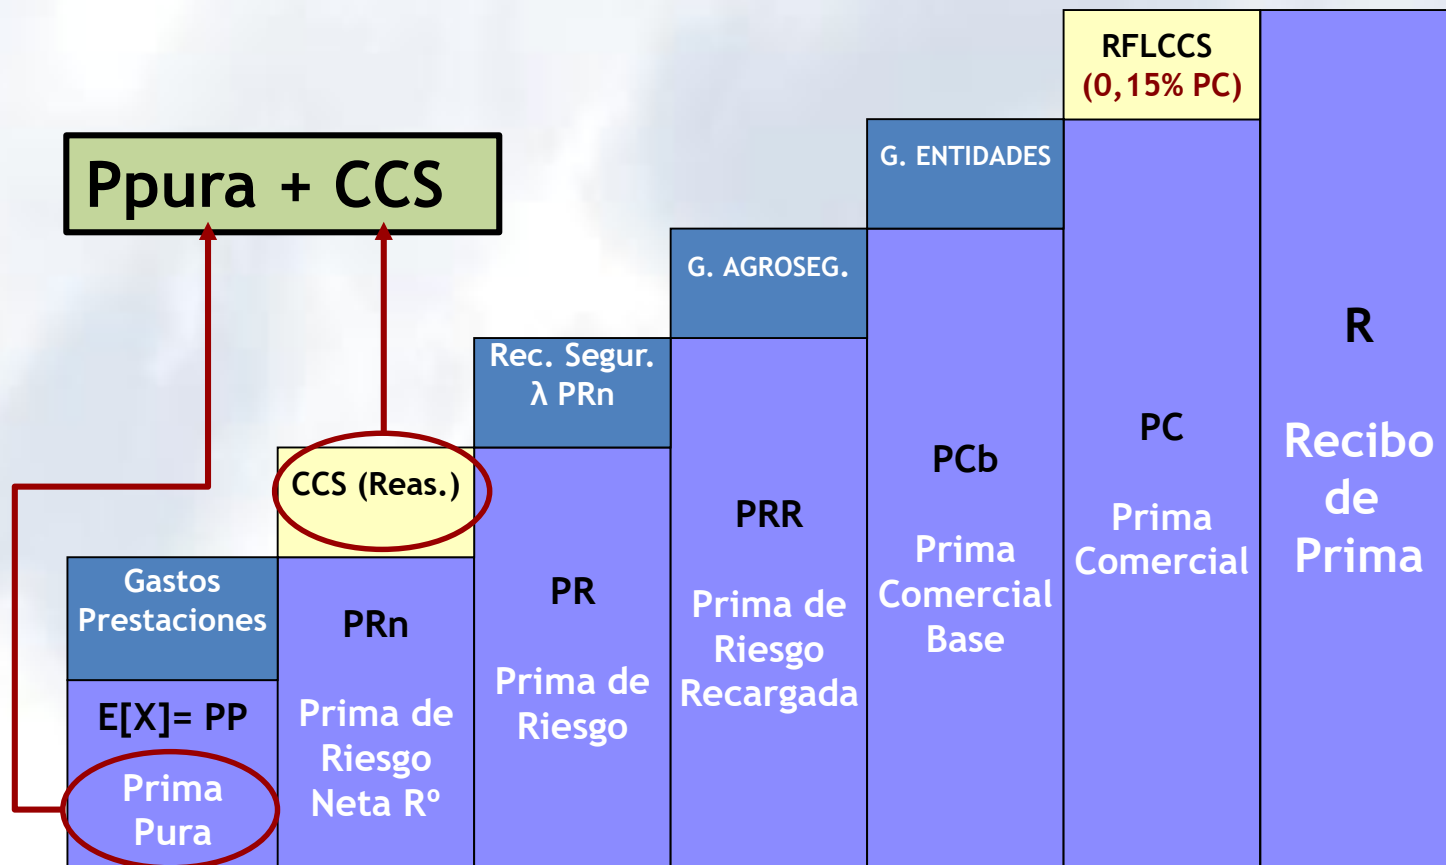 Ppura + CCS
Gastos
Prestaciones
E[X]= PP
Prima
Pura
CCS (Reas.)
PRn
Prima de
Riesgo
Neta Rº
Rec. Segur.
λ PRn
PR
Prima de
Riesgo
G. AGROSEG.
PRR
Prima de
Riesgo
Recargada
G. ENTIDADES
PCb
Prima
Comercial
Base
RFLCCS
(0,15% PC)
PC
Prima
Comercial
R
Recibo
de
Prima